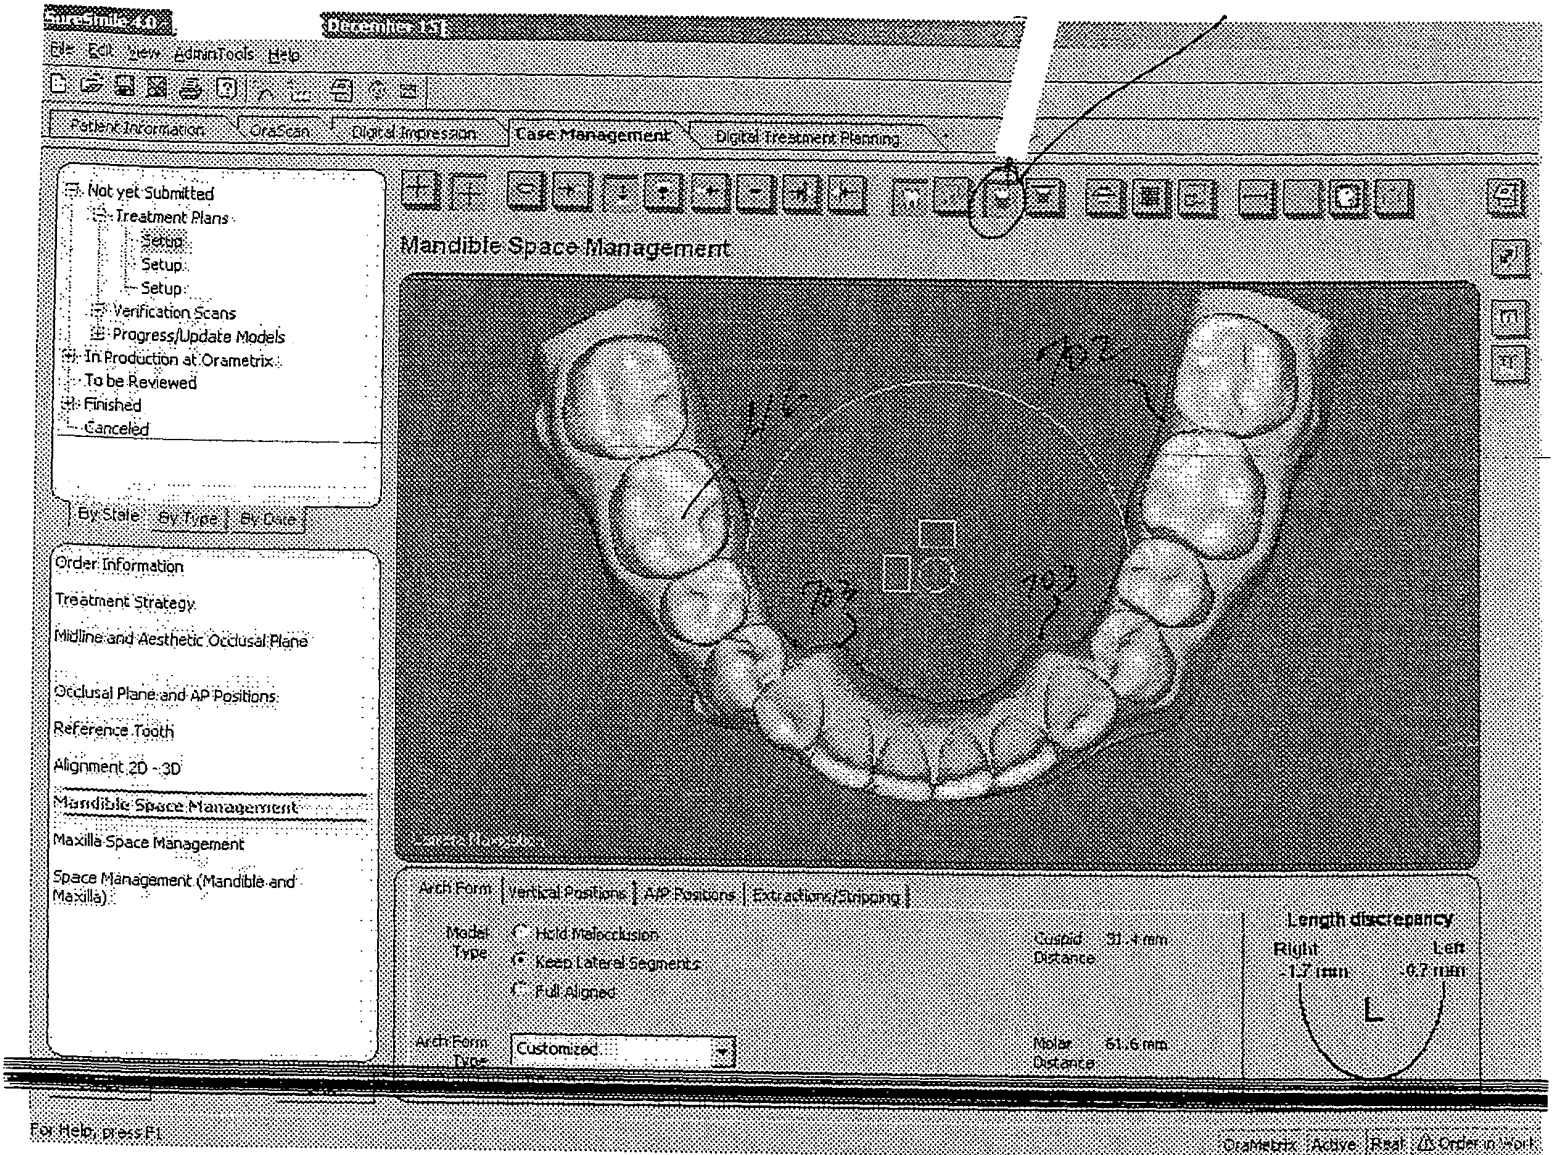 SureSmile 4.0
File Edit View AdminTools Help
Patient Information OraScan Digital Impression Case Management Digital Treatment Planning
Not yet Submitted
Treatment Plans
Setup
Setup
Setup
Verification Scans
Progress/Update Models
In Production at Orametrix
To be Reviewed
Finished
Canceled
By State By Type By Date
Order Information
Treatment Strategy
Midline and Aesthetic Occlusal Plane
Occlusal Plane and AP Positions
Reference Tooth
Alignment 2D - 3D
Mandible Space Management
Maxilla Space Management
Space Management (Mandible and
Maxilla)
Mandible Space Management
702
703
Arch Form Vertical Positions A/P Positions Extractions/Stripping
Model
Type
Hold Malocclusion
Keep Lateral Segments
Full Aligned
Cuspid 31.4 mm
Distance
Arch Form
Type
Customized
Molar 61.6 mm
Distance
Length discrepancy
Right Left
-1.7 mm -0.7 mm
L
For Help, press F1
OraMetrix Active Real Order in Work